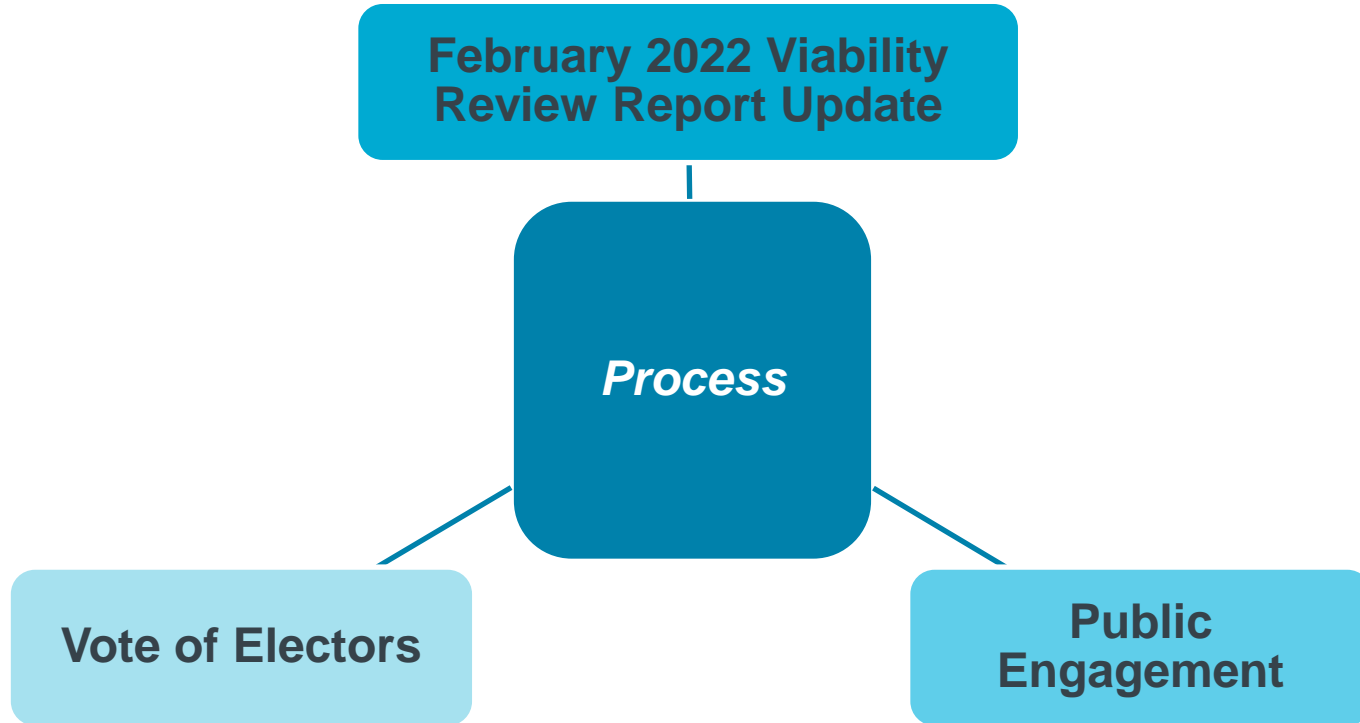 February 2022 Viability
Review Report Update
Process
Vote of Electors
Public
Engagement